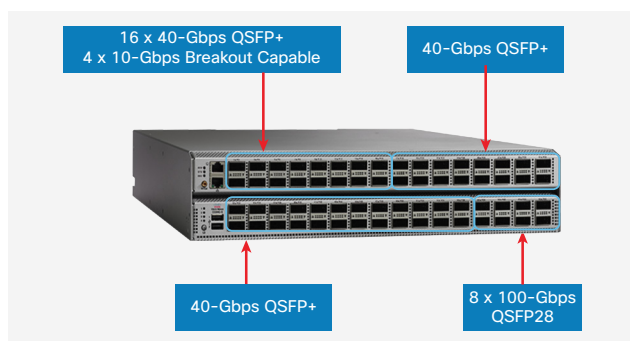 16 x 40-Gbps QSFP+
4 x 10-Gbps Breakout Capable
40-Gbps QSFP+
40-Gbps QSFP+
8 x 100-Gbps
QSFP28